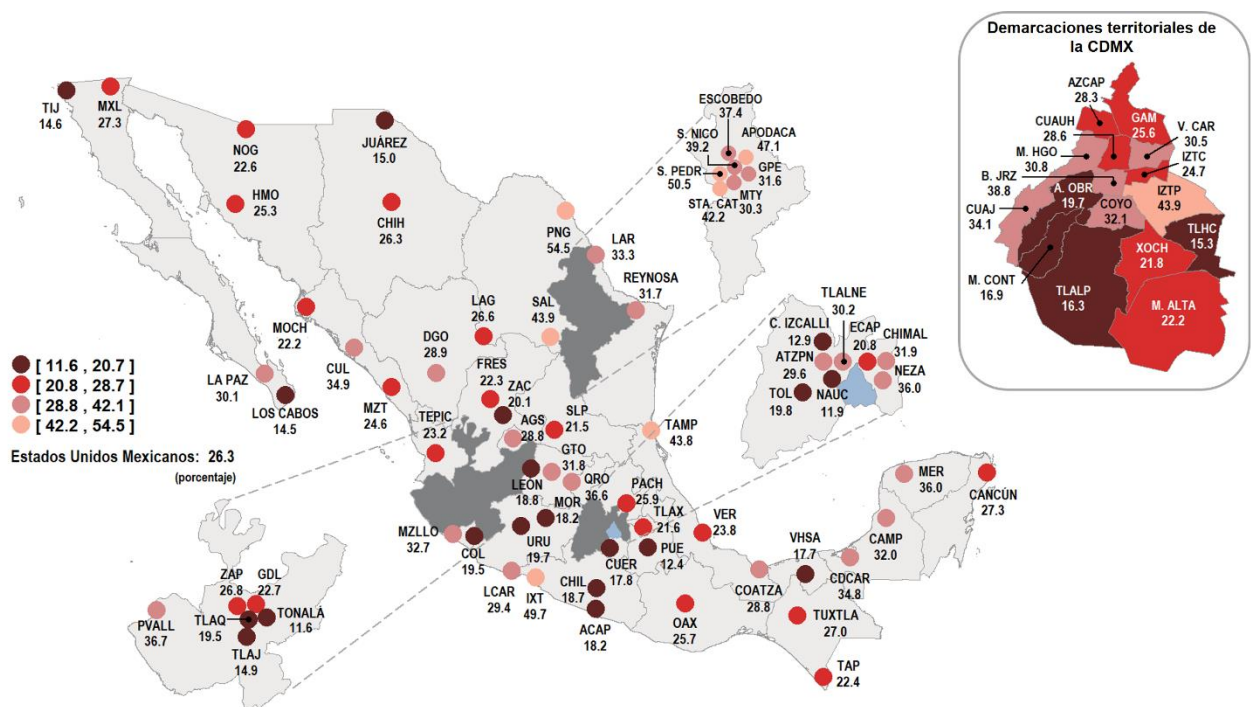 Demarcaciones territoriales de
la CDMX
AZCAP
28.3
CUAUH
28.6
GAM
25.6
V. CAR
30.5
M. HGO
30.8
IZTC
24.7
B. JRZ
38.8
A. OBR
19.7
IZTP
43.9
CUAJ
34.1
COYO
32.1
TLHC
15.3
XOCH
21.8
M. CONT
16.9
TLALP
16.3
M. ALTA
22.2
TIJ
14.6
MXL
27.3
NOG
22.6
JUÁREZ
15.0
HMO
25.3
CHIH
26.3
ESCOBEDO
37.4
S. NICO
39.2
APODACA
47.1
S. PEDR
50.5
GPE
31.6
STA. CAT
42.2
MTY
30.3
PNG
54.5
LAR
33.3
REYNOSA
31.7
MOCH
22.2
LAG
26.6
SAL
43.9
DGO
28.9
CUL
34.9
FRES
22.3
ZAC
20.1
LA PAZ
30.1
LOS CABOS
14.5
MZT
24.6
TEPIC
23.2
AGS
28.8
SLP
21.5
TAMP
43.8
[ 11.6 , 20.7 ]
[ 20.8 , 28.7 ]
[ 28.8 , 42.1 ]
[ 42.2 , 54.5 ]
Estados Unidos Mexicanos: 26.3
(porcentaje)
TLALNE
30.2
C. IZCALLI
12.9
ECAP
20.8
CHIMAL
31.9
ATZPN
29.6
NEZA
36.0
TOL
19.8
NAUC
11.9
GTO
31.8
LEÓN
18.8
QRO
36.6
PACH
25.9
MOR
18.2
TLAX
21.6
VER
23.8
MER
36.0
CANCÚN
27.3
MZLLO
32.7
COL
19.5
URU
19.7
CUER
17.8
PUE
12.4
VHSA
17.7
CAMP
32.0
LCAR
29.4
IXT
49.7
CHIL
18.7
ACAP
18.2
COATZA
28.8
CDCAR
34.8
OAX
25.7
TUXTLA
27.0
TAP
22.4
ZAP
26.8
GDL
22.7
PVALL
36.7
TLAQ
19.5
TONALÁ
11.6
TLAJ
14.9